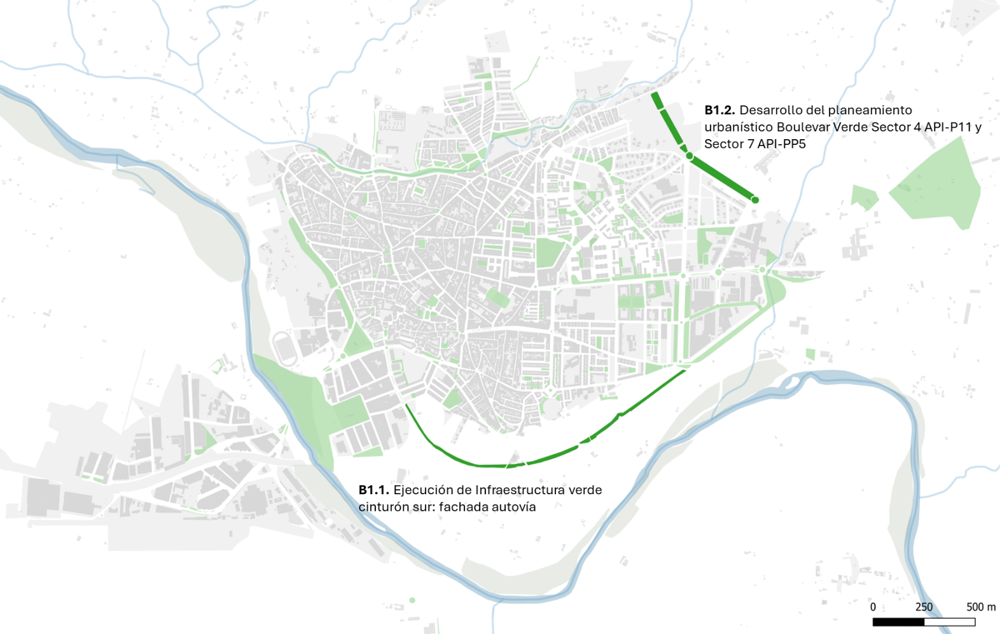 B1.2. Desarrollo del planeamiento
urbanístico Boulevar Verde Sector 4 API-P11 y
Sector 7 API-PP5
B1.1. Ejecución de Infraestructura verde
cinturón sur: fachada autovía
0 250 500 m